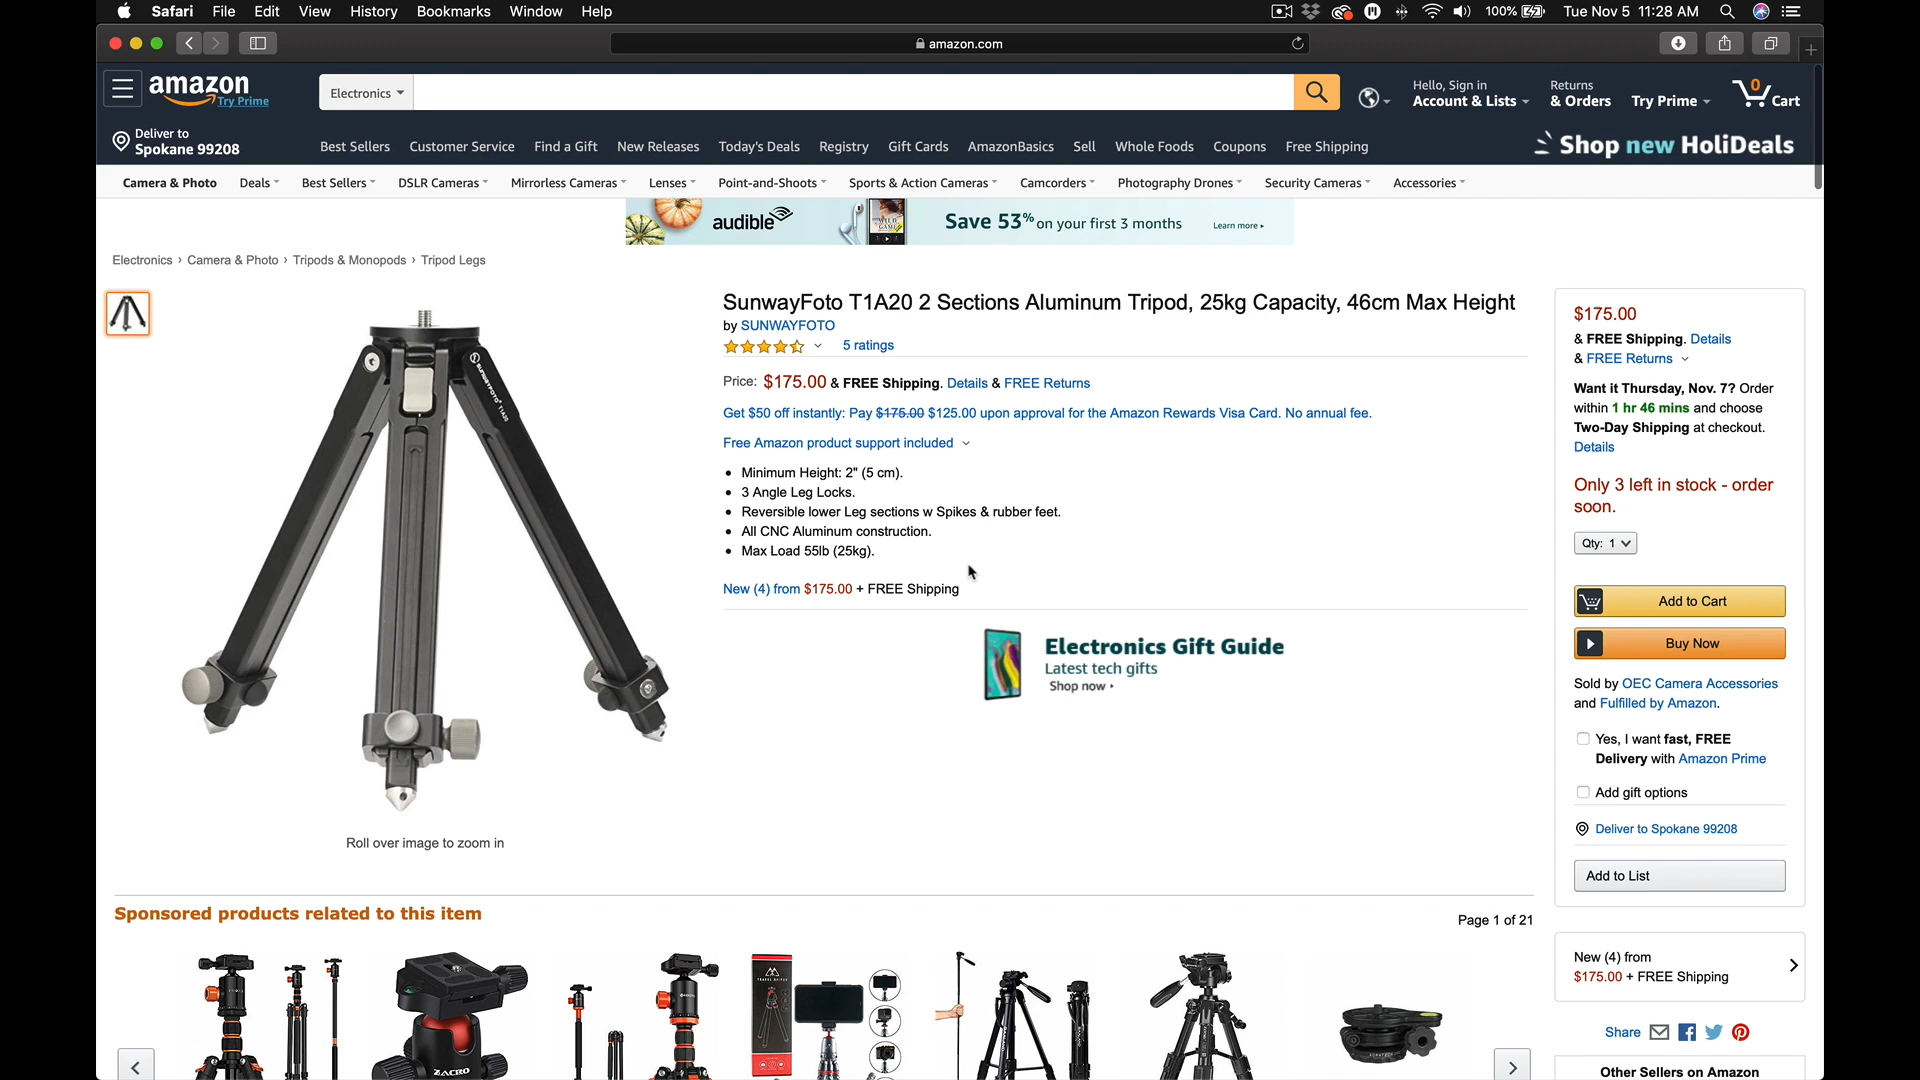 Safari File Edit View History Bookmarks Window Help
100% Tue Nov 5 11:28 AM
amazon.com
amazon
Try Prime
Electronics
Hello, Sign in
Account & Lists
Returns
& Orders
Try Prime
0
Cart
Deliver to
Spokane 99208
Best Sellers Customer Service Find a Gift New Releases Today's Deals Registry Gift Cards AmazonBasics Sell Whole Foods Coupons Free Shipping
Shop new HoliDeals
Camera & Photo Deals Best Sellers DSLR Cameras Mirrorless Cameras Lenses Point-and-Shoots Sports & Action Cameras Camcorders Photography Drones Security Cameras Accessories
audible
Save 53% on your first 3 months
Learn more
Electronics › Camera & Photo › Tripods & Monopods › Tripod Legs
SUNWAYFOTO T1A20
Roll over image to zoom in
SunwayFoto T1A20 2 Sections Aluminum Tripod, 25kg Capacity, 46cm Max Height
by SUNWAYFOTO
5 ratings
Price: $175.00 & FREE Shipping. Details & FREE Returns
Get $50 off instantly: Pay $175.00 $125.00 upon approval for the Amazon Rewards Visa Card. No annual fee.
Free Amazon product support included
• Minimum Height: 2" (5 cm).
• 3 Angle Leg Locks.
• Reversible lower Leg sections w Spikes & rubber feet.
• All CNC Aluminum construction.
• Max Load 55lb (25kg).
New (4) from $175.00 + FREE Shipping
Electronics Gift Guide
Latest tech gifts
Shop now
$175.00
& FREE Shipping. Details
& FREE Returns
Want it Thursday, Nov. 7? Order
within 1 hr 46 mins and choose
Two-Day Shipping at checkout.
Details
Only 3 left in stock - order
soon.
Qty: 1
Add to Cart
Buy Now
Sold by OEC Camera Accessories
and Fulfilled by Amazon.
Yes, I want fast, FREE
Delivery with Amazon Prime
Add gift options
Deliver to Spokane 99208
Add to List
Sponsored products related to this item
Page 1 of 21
ZACRO
New (4) from
$175.00 + FREE Shipping
Share
Other Sellers on Amazon